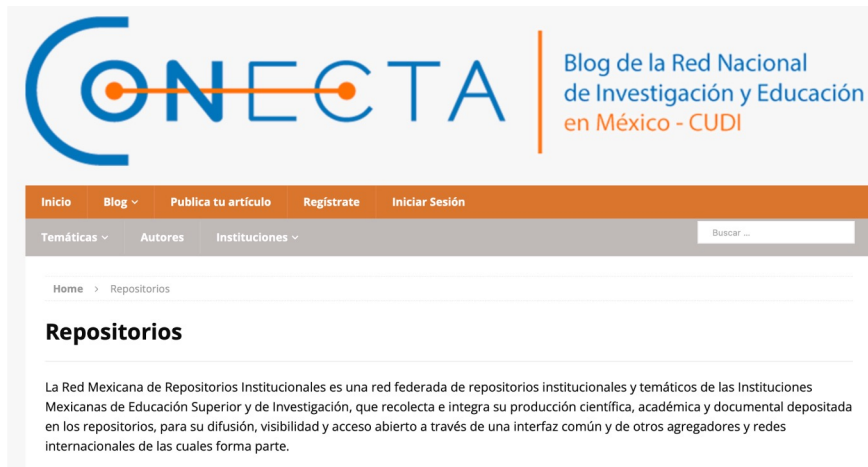 CONECTA
Blog de la Red Nacional
de Investigación y Educación
en México - CUDI
Inicio Blog Publica tu artículo Regístrate Iniciar Sesión
Temáticas Autores Instituciones Buscar ...
Home > Repositorios
Repositorios
La Red Mexicana de Repositorios Institucionales es una red federada de repositorios institucionales y temáticos de las Instituciones
Mexicanas de Educación Superior y de Investigación, que recolecta e integra su producción científica, académica y documental depositada
en los repositorios, para su difusión, visibilidad y acceso abierto a través de una interfaz común y de otros agregadores y redes
internacionales de las cuales forma parte.